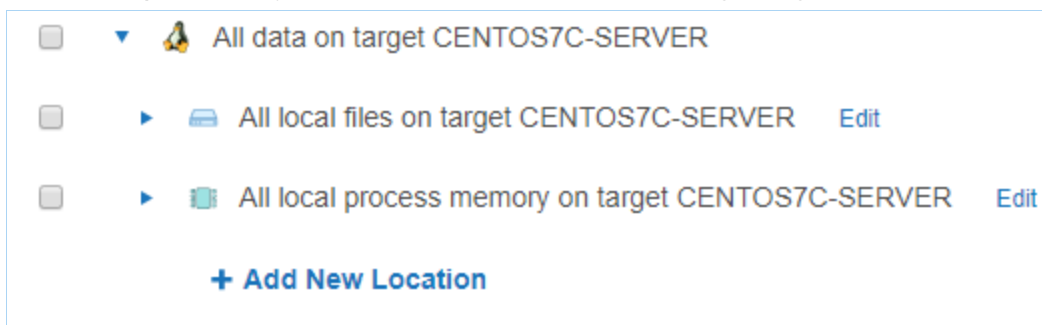 All data on target CENTOS7C-SERVER
All local files on target CENTOS7C-SERVER Edit
All local process memory on target CENTOS7C-SERVER Edit
+ Add New Location